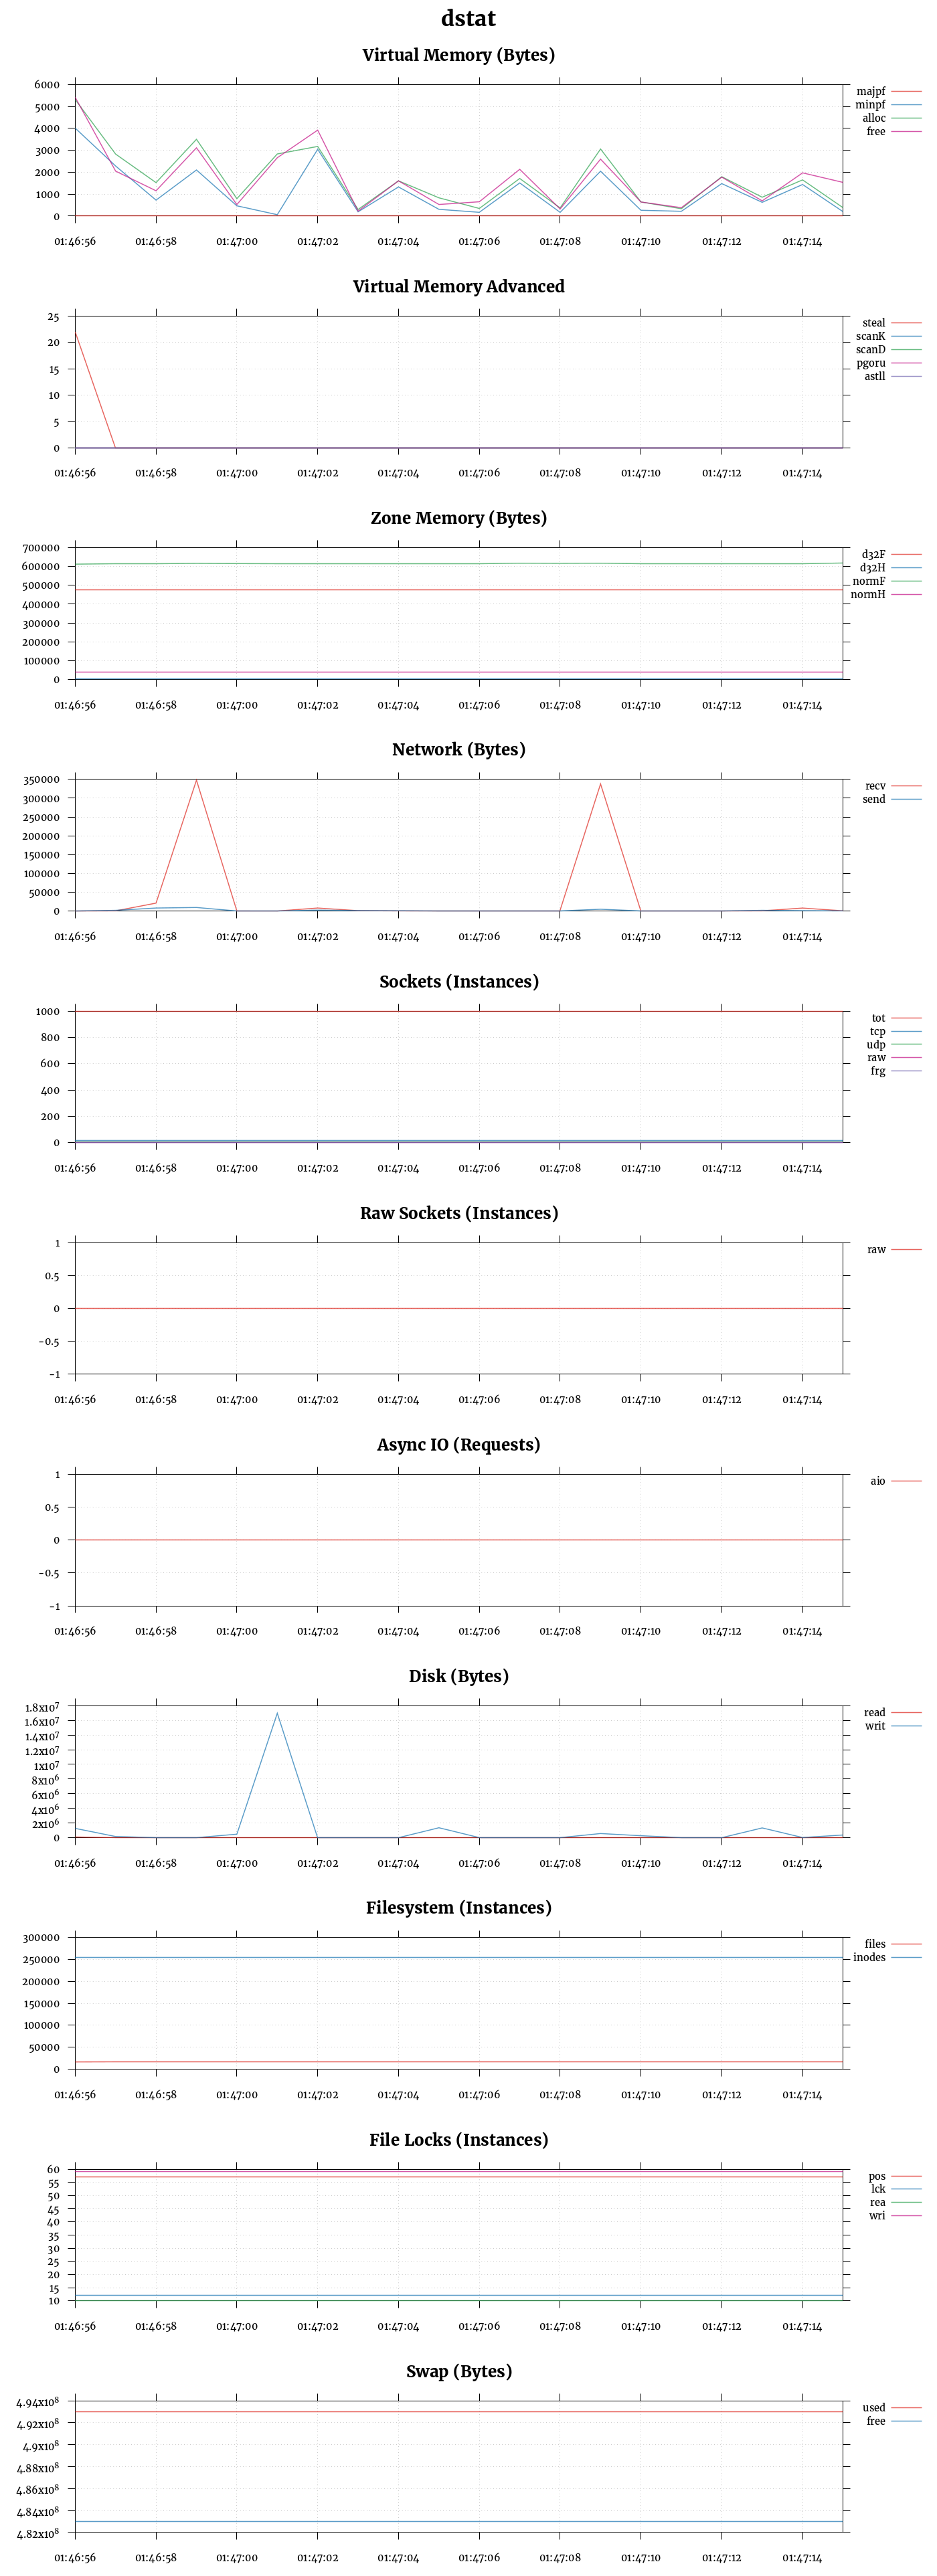 dstat
Virtual Memory (Bytes)
6000
5000
4000
3000
2000
1000
0
01:46:56 01:46:58 01:47:00 01:47:02 01:47:04 01:47:06 01:47:08 01:47:10 01:47:12 01:47:14
majpf
minpf
alloc
free
Virtual Memory Advanced
25
20
15
10
5
0
01:46:56 01:46:58 01:47:00 01:47:02 01:47:04 01:47:06 01:47:08 01:47:10 01:47:12 01:47:14
steal
scanK
scanD
pgoru
astll
Zone Memory (Bytes)
700000
600000
500000
400000
300000
200000
100000
0
01:46:56 01:46:58 01:47:00 01:47:02 01:47:04 01:47:06 01:47:08 01:47:10 01:47:12 01:47:14
d32F
d32H
normF
normH
Network (Bytes)
350000
300000
250000
200000
150000
100000
50000
0
01:46:56 01:46:58 01:47:00 01:47:02 01:47:04 01:47:06 01:47:08 01:47:10 01:47:12 01:47:14
recv
send
Sockets (Instances)
1000
800
600
400
200
0
01:46:56 01:46:58 01:47:00 01:47:02 01:47:04 01:47:06 01:47:08 01:47:10 01:47:12 01:47:14
tot
tcp
udp
raw
frg
Raw Sockets (Instances)
1
0.5
0
-0.5
-1
01:46:56 01:46:58 01:47:00 01:47:02 01:47:04 01:47:06 01:47:08 01:47:10 01:47:12 01:47:14
raw
Async IO (Requests)
1
0.5
0
-0.5
-1
01:46:56 01:46:58 01:47:00 01:47:02 01:47:04 01:47:06 01:47:08 01:47:10 01:47:12 01:47:14
aio
Disk (Bytes)
1.8x10⁷
1.6x10⁷
1.4x10⁷
1.2x10⁷
1x10⁷
8x10⁶
6x10⁶
4x10⁶
2x10⁶
0
01:46:56 01:46:58 01:47:00 01:47:02 01:47:04 01:47:06 01:47:08 01:47:10 01:47:12 01:47:14
read
writ
Filesystem (Instances)
300000
250000
200000
150000
100000
50000
0
01:46:56 01:46:58 01:47:00 01:47:02 01:47:04 01:47:06 01:47:08 01:47:10 01:47:12 01:47:14
files
inodes
File Locks (Instances)
60
55
50
45
40
35
30
25
20
15
10
01:46:56 01:46:58 01:47:00 01:47:02 01:47:04 01:47:06 01:47:08 01:47:10 01:47:12 01:47:14
pos
lck
rea
wri
Swap (Bytes)
4.94x10⁸
4.92x10⁸
4.9x10⁸
4.88x10⁸
4.86x10⁸
4.84x10⁸
4.82x10⁸
01:46:56 01:46:58 01:47:00 01:47:02 01:47:04 01:47:06 01:47:08 01:47:10 01:47:12 01:47:14
used
free